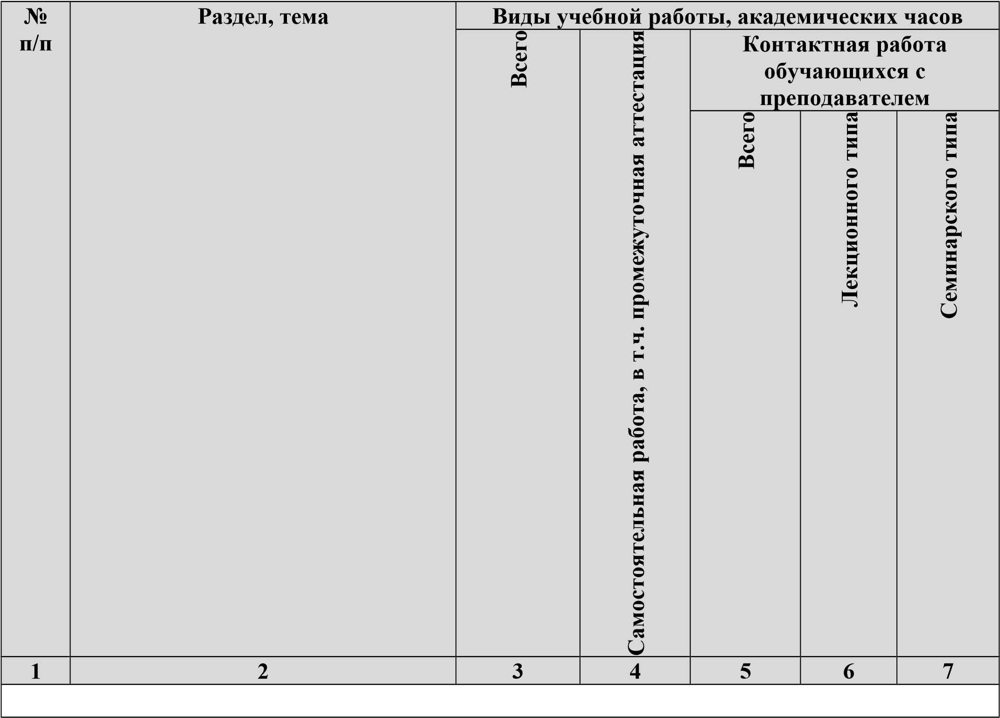 №
п/п
Раздел, тема
Виды учебной работы, академических часов
Всего
Самостоятельная работа, в т.ч. промежуточная аттестация
Контактная работа
обучающихся с
преподавателем
Всего
Лекционного типа
Семинарского типа
1
2
3
4
5
6
7